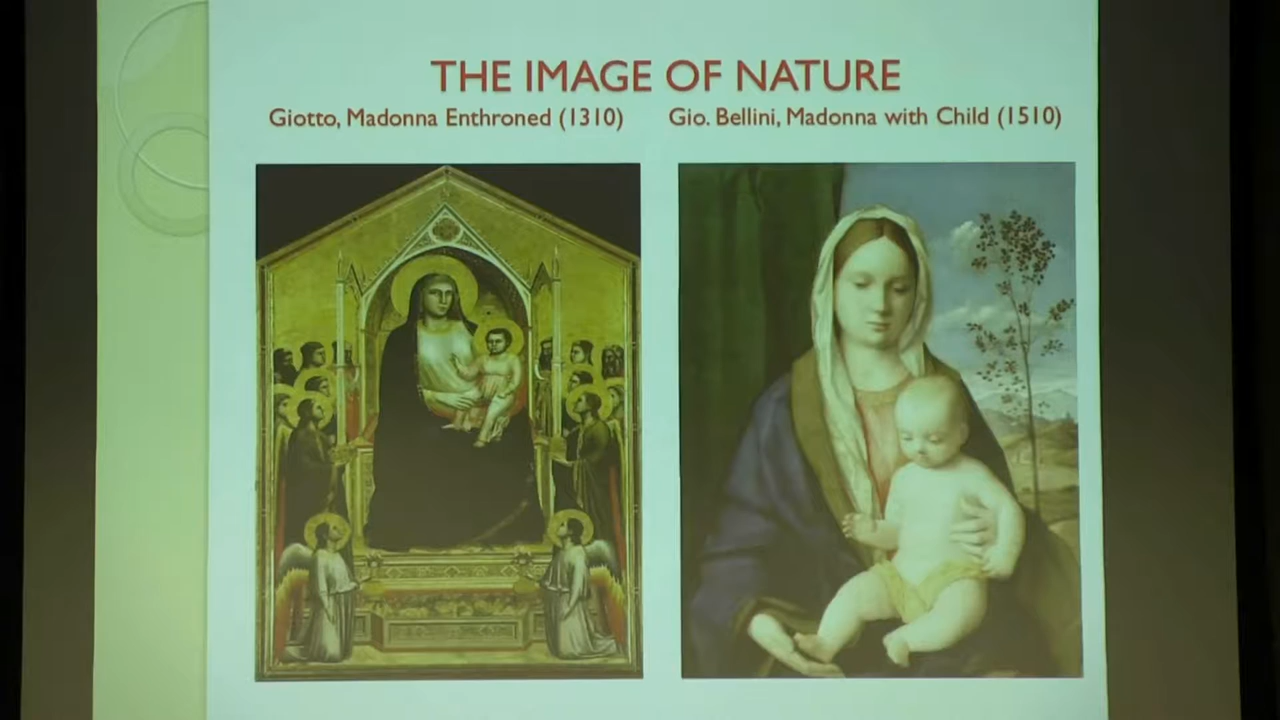 THE IMAGE OF NATURE
Giotto, Madonna Enthroned (1310)
Gio. Bellini, Madonna with Child (1510)